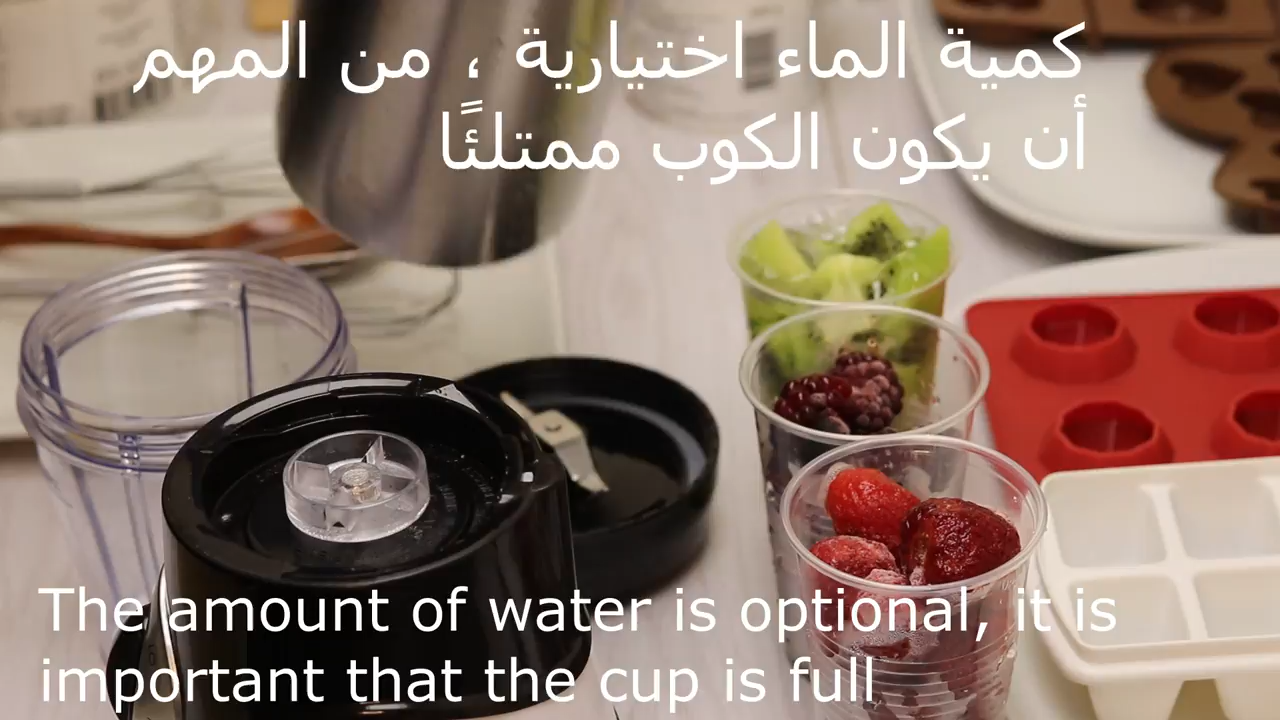 كمية الماء اختيارية ، من المهم
أن يكون الكوب ممتلئًا
The amount of water is optional, it is
important that the cup is full